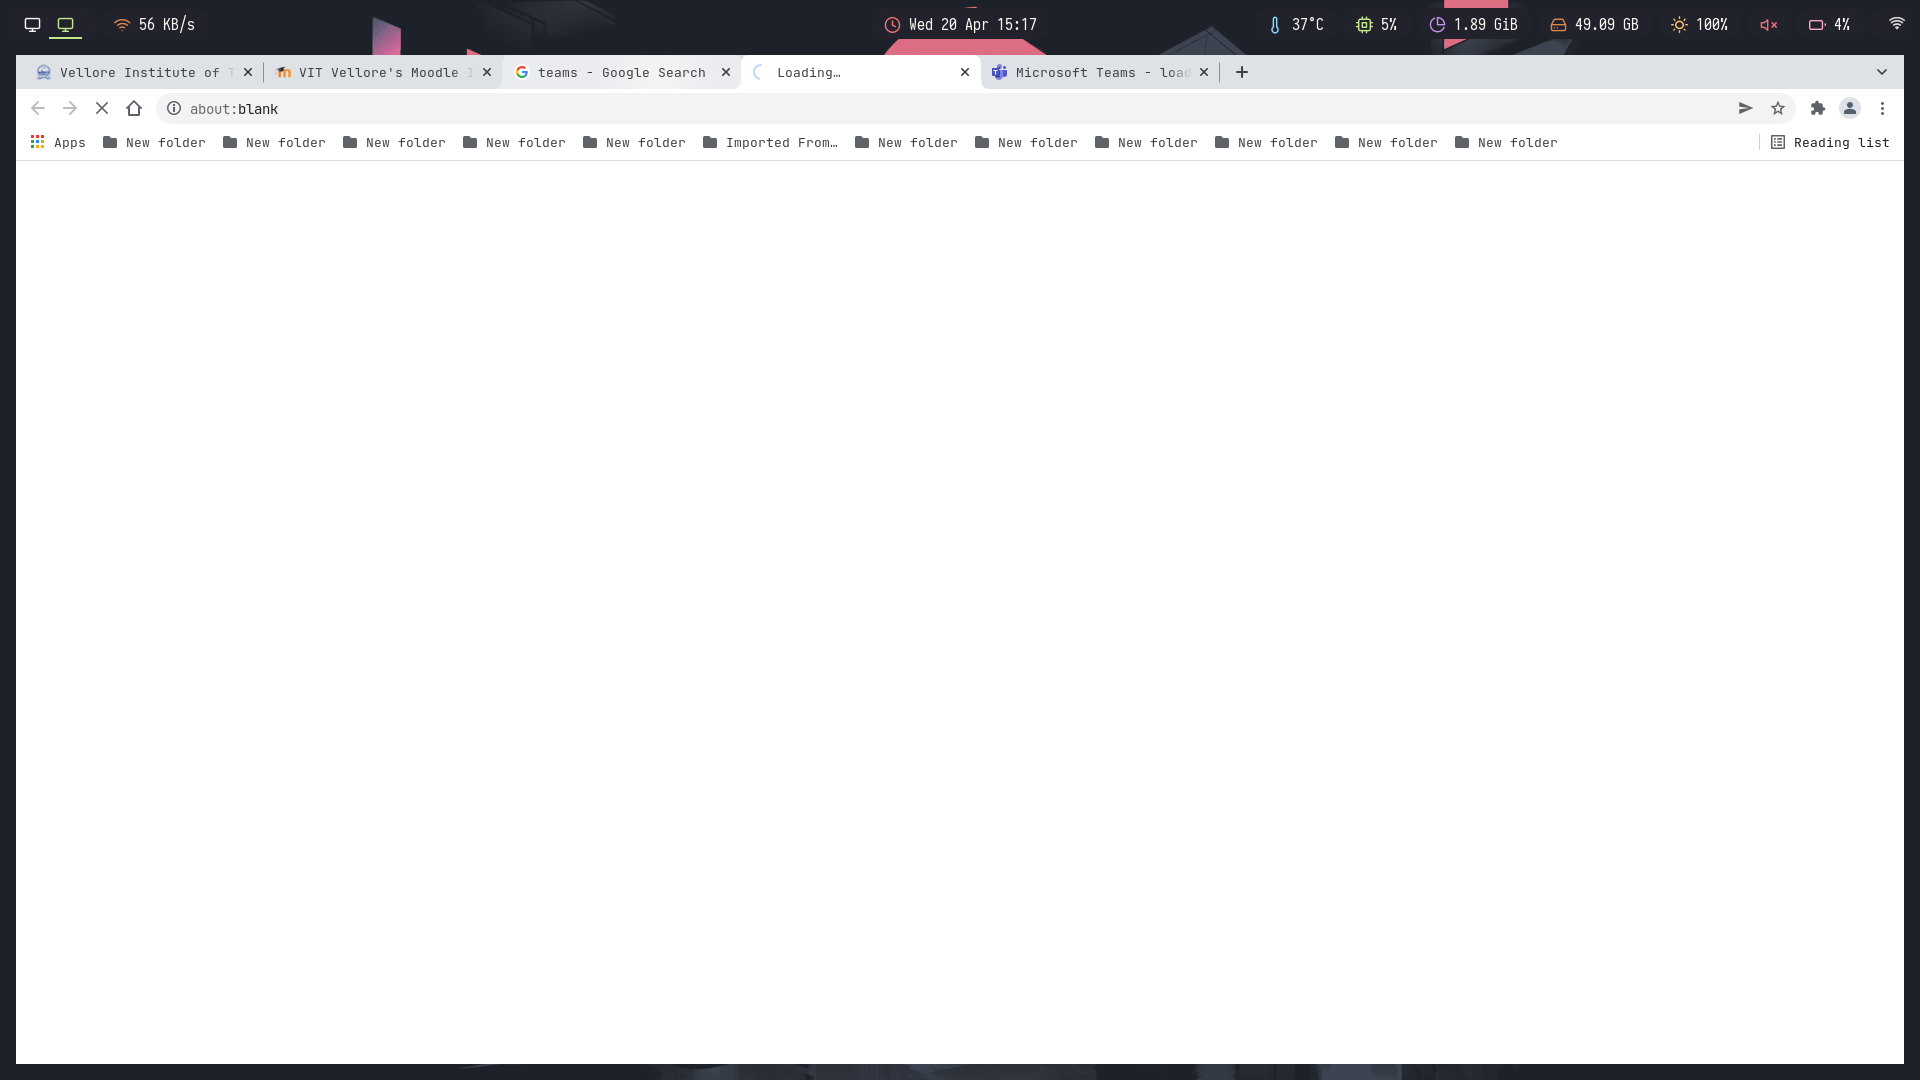 56 KB/s Wed 20 Apr 15:17 37°C 5% 1.89 GiB 49.09 GB 100% 4%
Vellore Institute of T VIT Vellore's Moodle I teams - Google Search Loading… Microsoft Teams - load
about:blank
Apps New folder New folder New folder New folder New folder Imported From… New folder New folder New folder New folder New folder New folder Reading list